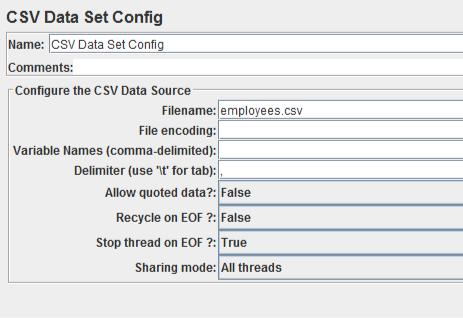 CSV Data Set Config
Name: CSV Data Set Config
Comments:
Configure the CSV Data Source
Filename: employees.csv
File encoding:
Variable Names (comma-delimited):
Delimiter (use '\t' for tab): ,
Allow quoted data?: False
Recycle on EOF ?: False
Stop thread on EOF ?: True
Sharing mode: All threads